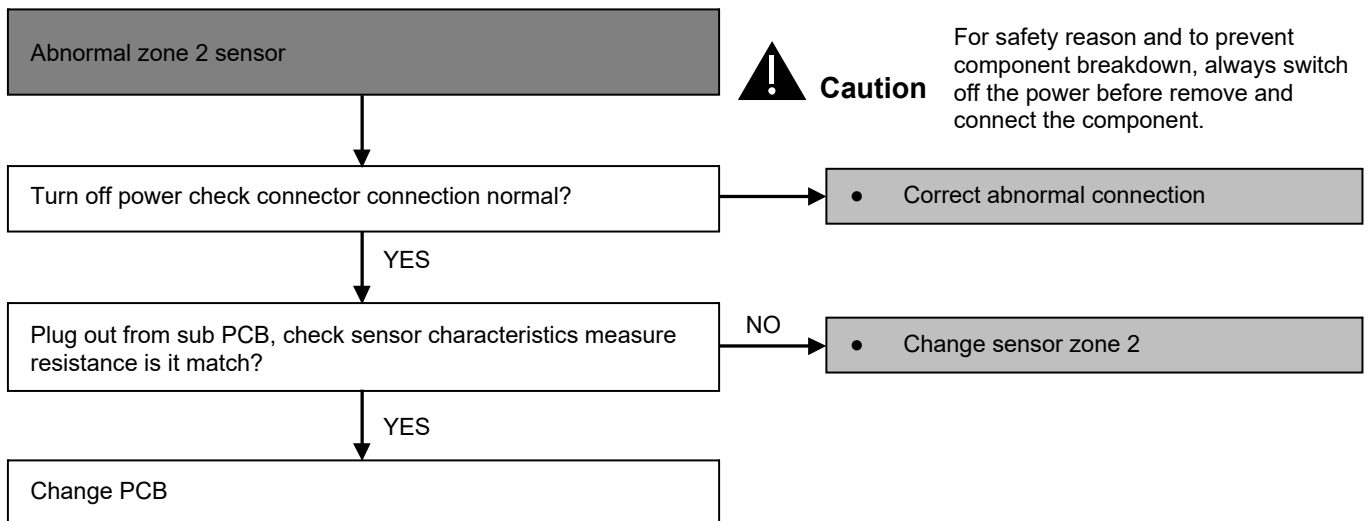 Abnormal zone 2 sensor
Caution
For safety reason and to prevent
component breakdown, always switch
off the power before remove and
connect the component.
Turn off power check connector connection normal?
● Correct abnormal connection
YES
Plug out from sub PCB, check sensor characteristics measure
resistance is it match?
NO
● Change sensor zone 2
YES
Change PCB